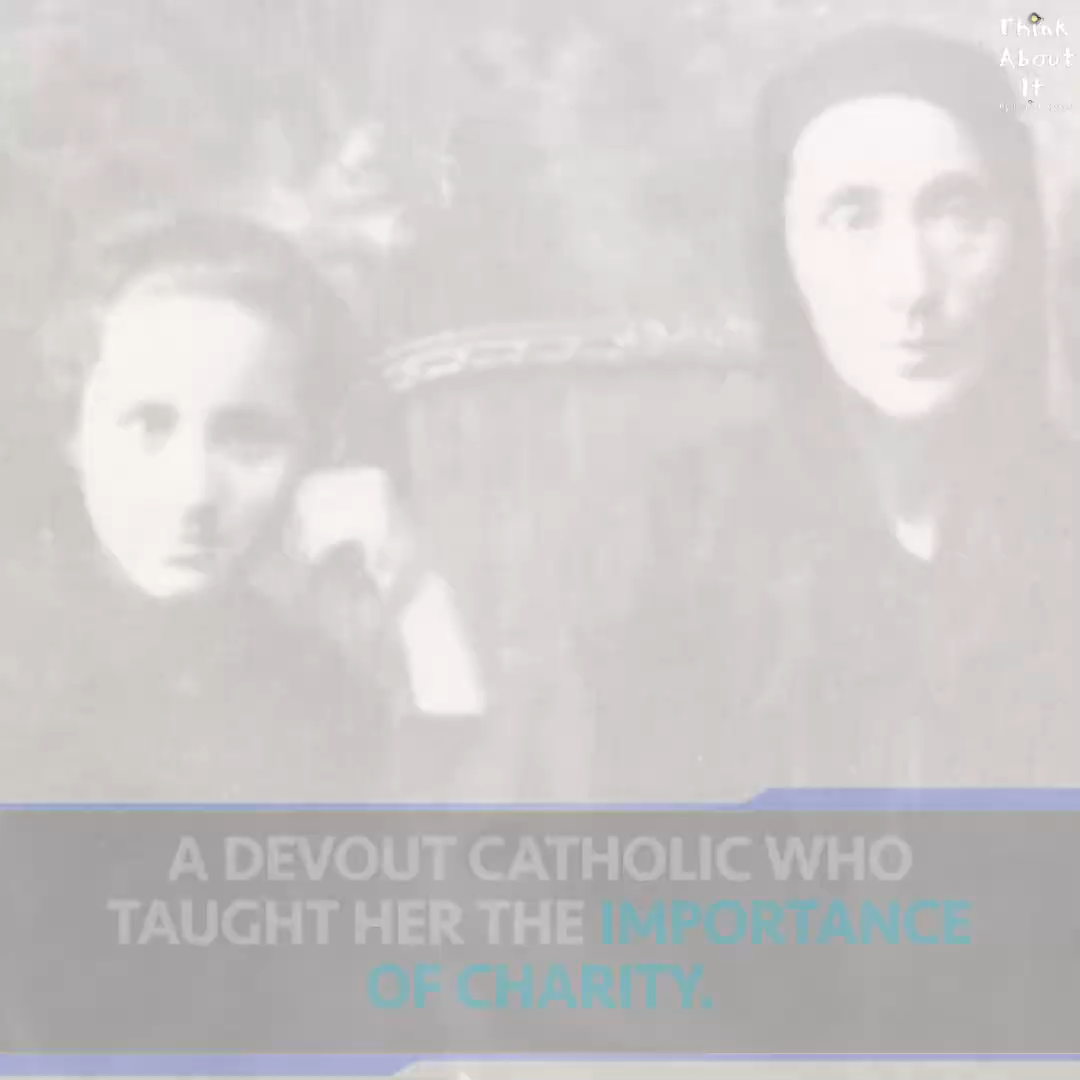 Think
About
It
A DEVOUT CATHOLIC WHO
TAUGHT HER THE IMPORTANCE
OF CHARITY.